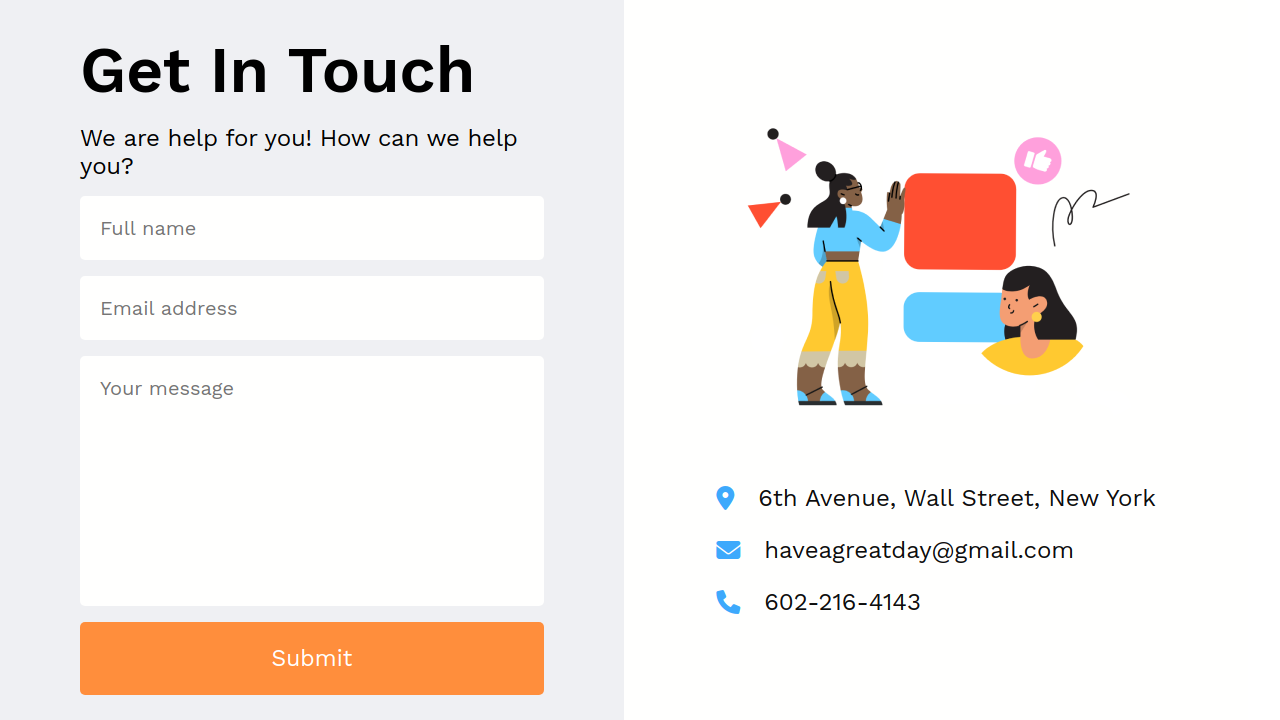 Get In Touch
We are help for you! How can we help
you?
Full name
Email address
Your message
Submit
6th Avenue, Wall Street, New York
haveagreatday@gmail.com
602-216-4143